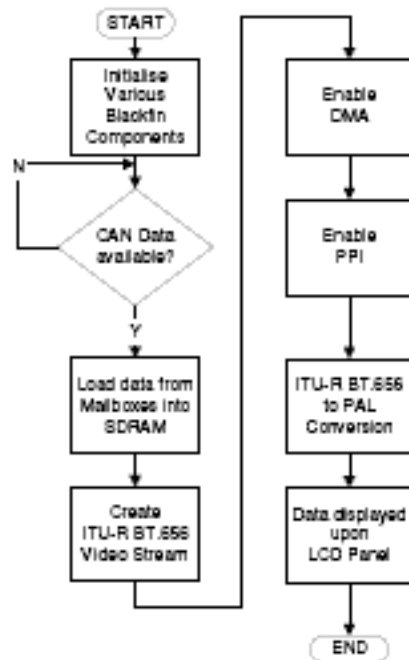 START
Initialise
Various
Blackfin
Components
N
CAN Data
available?
Y
Load data from
Mailboxes into
SDRAM
Create
ITU-R BT.656
Video Stream
Enable
DMA
Enable
PPI
ITU-R BT.656
to PAL
Conversion
Data displayed
upon
LCD Panel
END